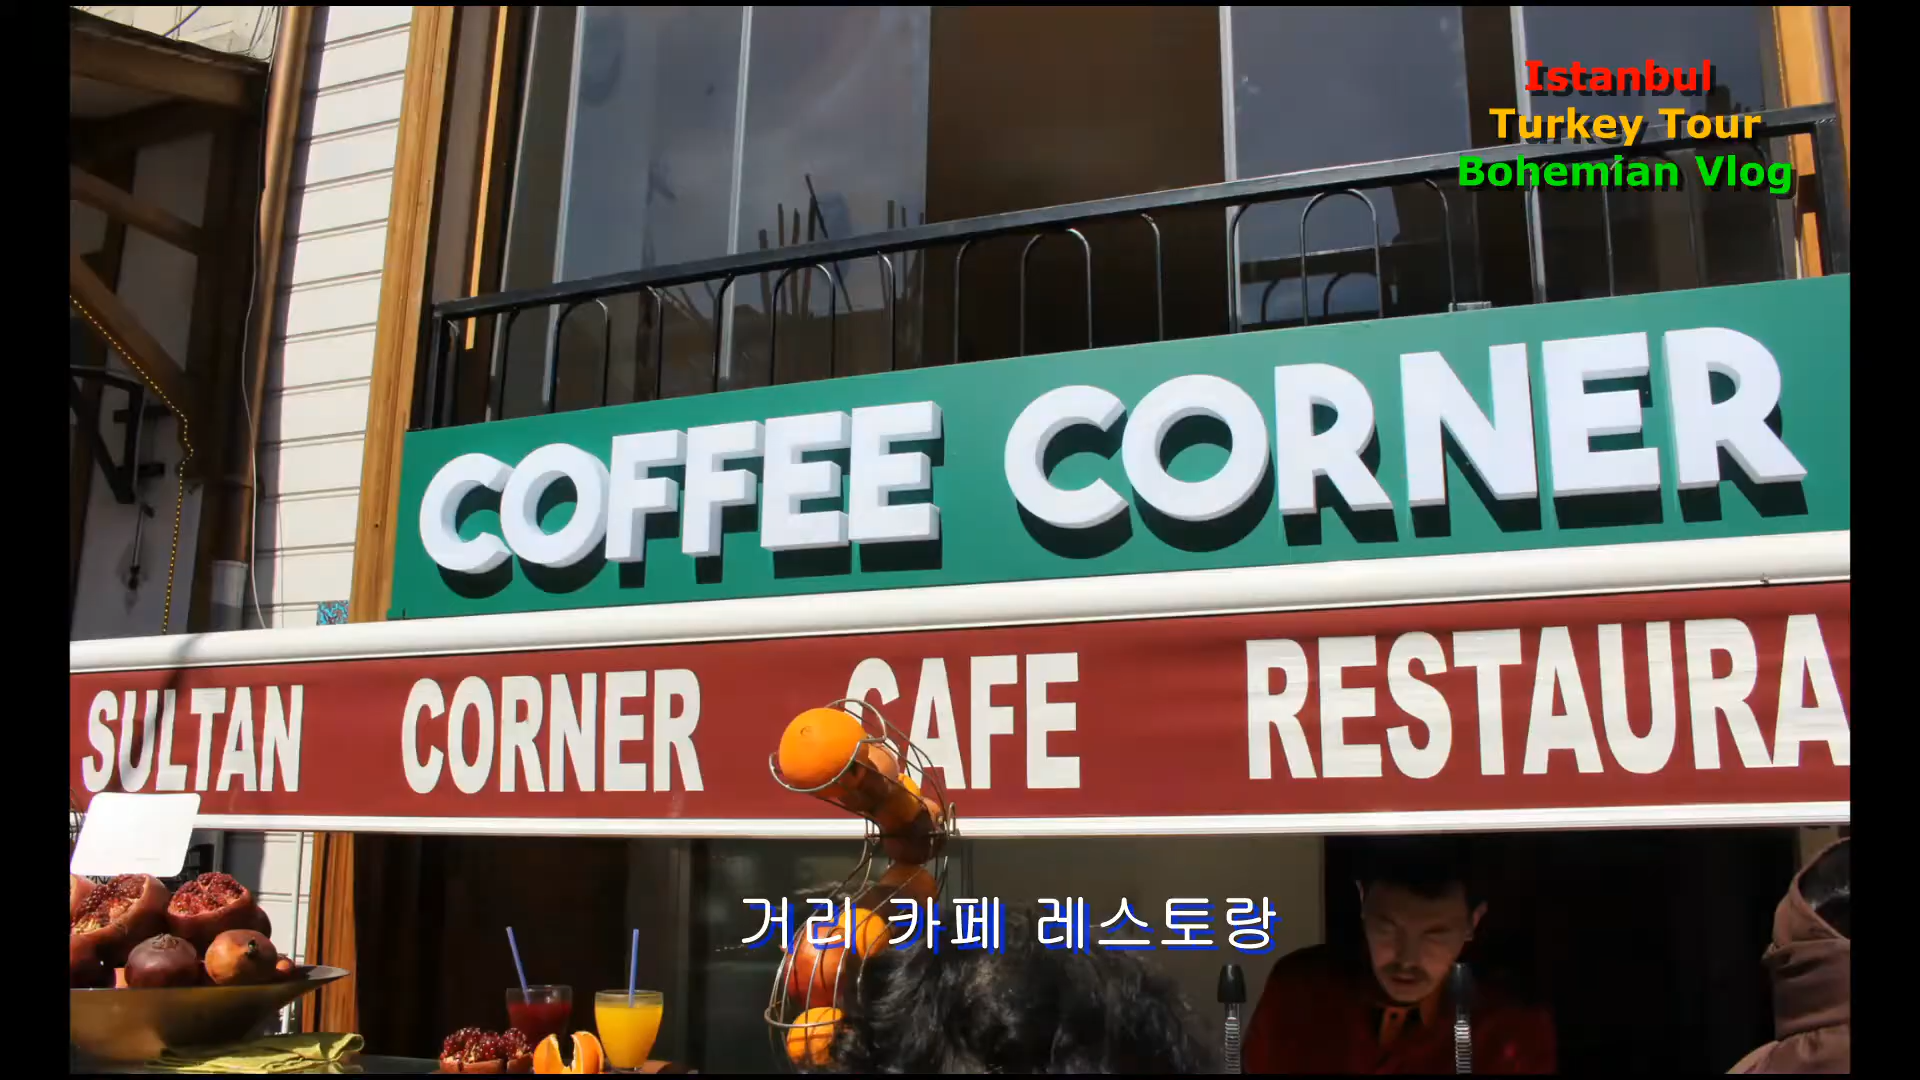 Istanbul
Turkey Tour
Bohemian Vlog
COFFEE CORNER
SULTAN CORNER CAFE RESTAURA
거리 카페 레스토랑